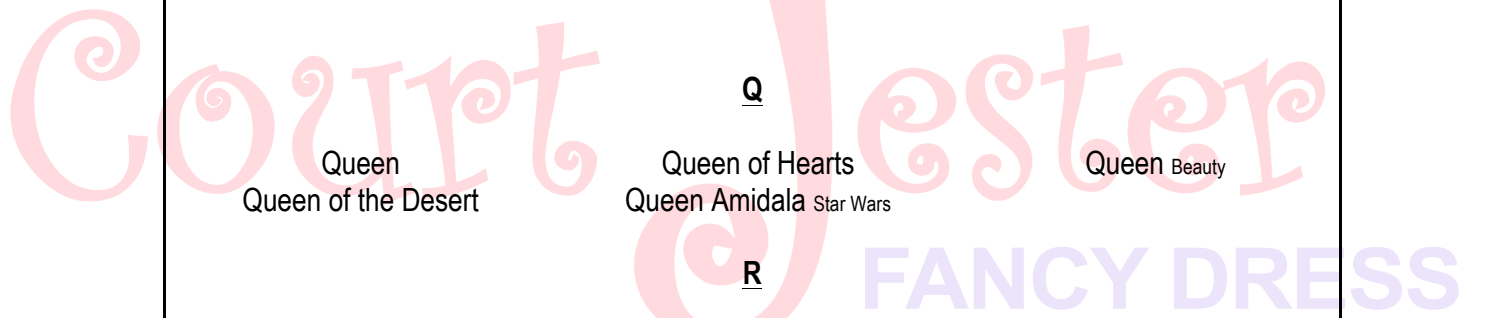 Court Jester
FANCY DRESS
Q
Queen Queen of Hearts Queen Beauty
Queen of the Desert Queen Amidala Star Wars
R